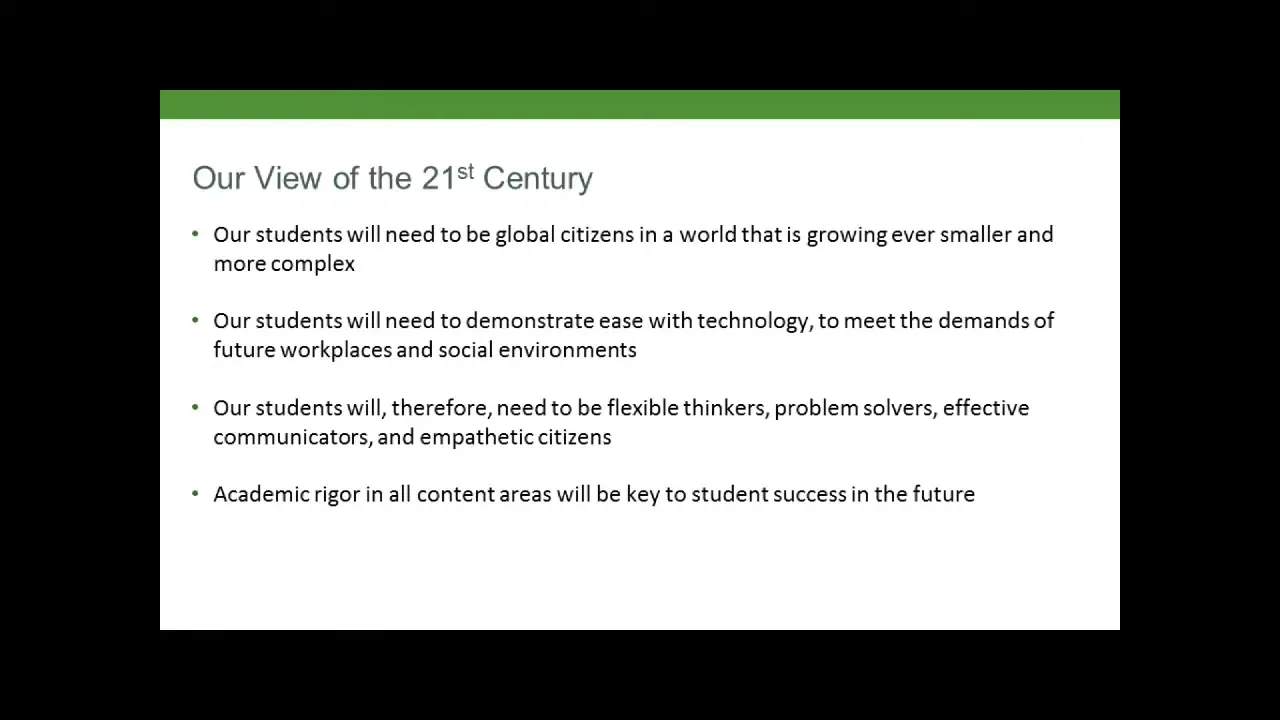 Our View of the 21st Century
• Our students will need to be global citizens in a world that is growing ever smaller and
more complex
• Our students will need to demonstrate ease with technology, to meet the demands of
future workplaces and social environments
• Our students will, therefore, need to be flexible thinkers, problem solvers, effective
communicators, and empathetic citizens
• Academic rigor in all content areas will be key to student success in the future